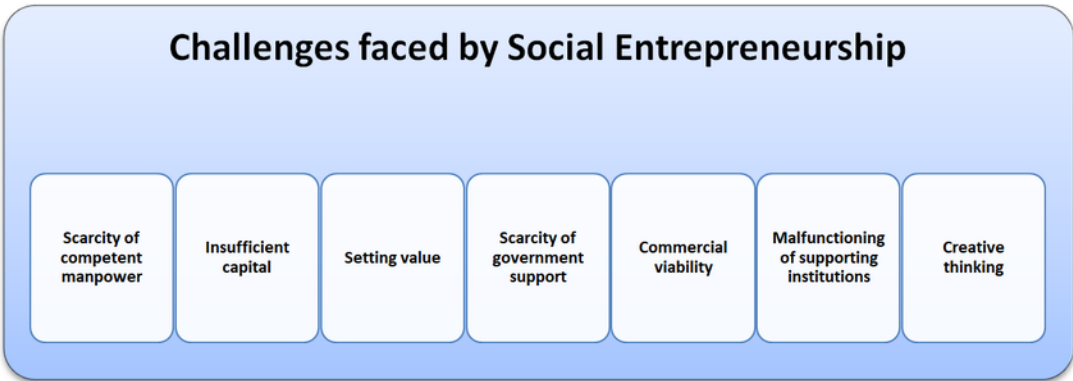 Challenges faced by Social Entrepreneurship
Scarcity of
competent
manpower
Insufficient
capital
Setting value
Scarcity of
government
support
Commercial
viability
Malfunctioning
of supporting
institutions
Creative
thinking